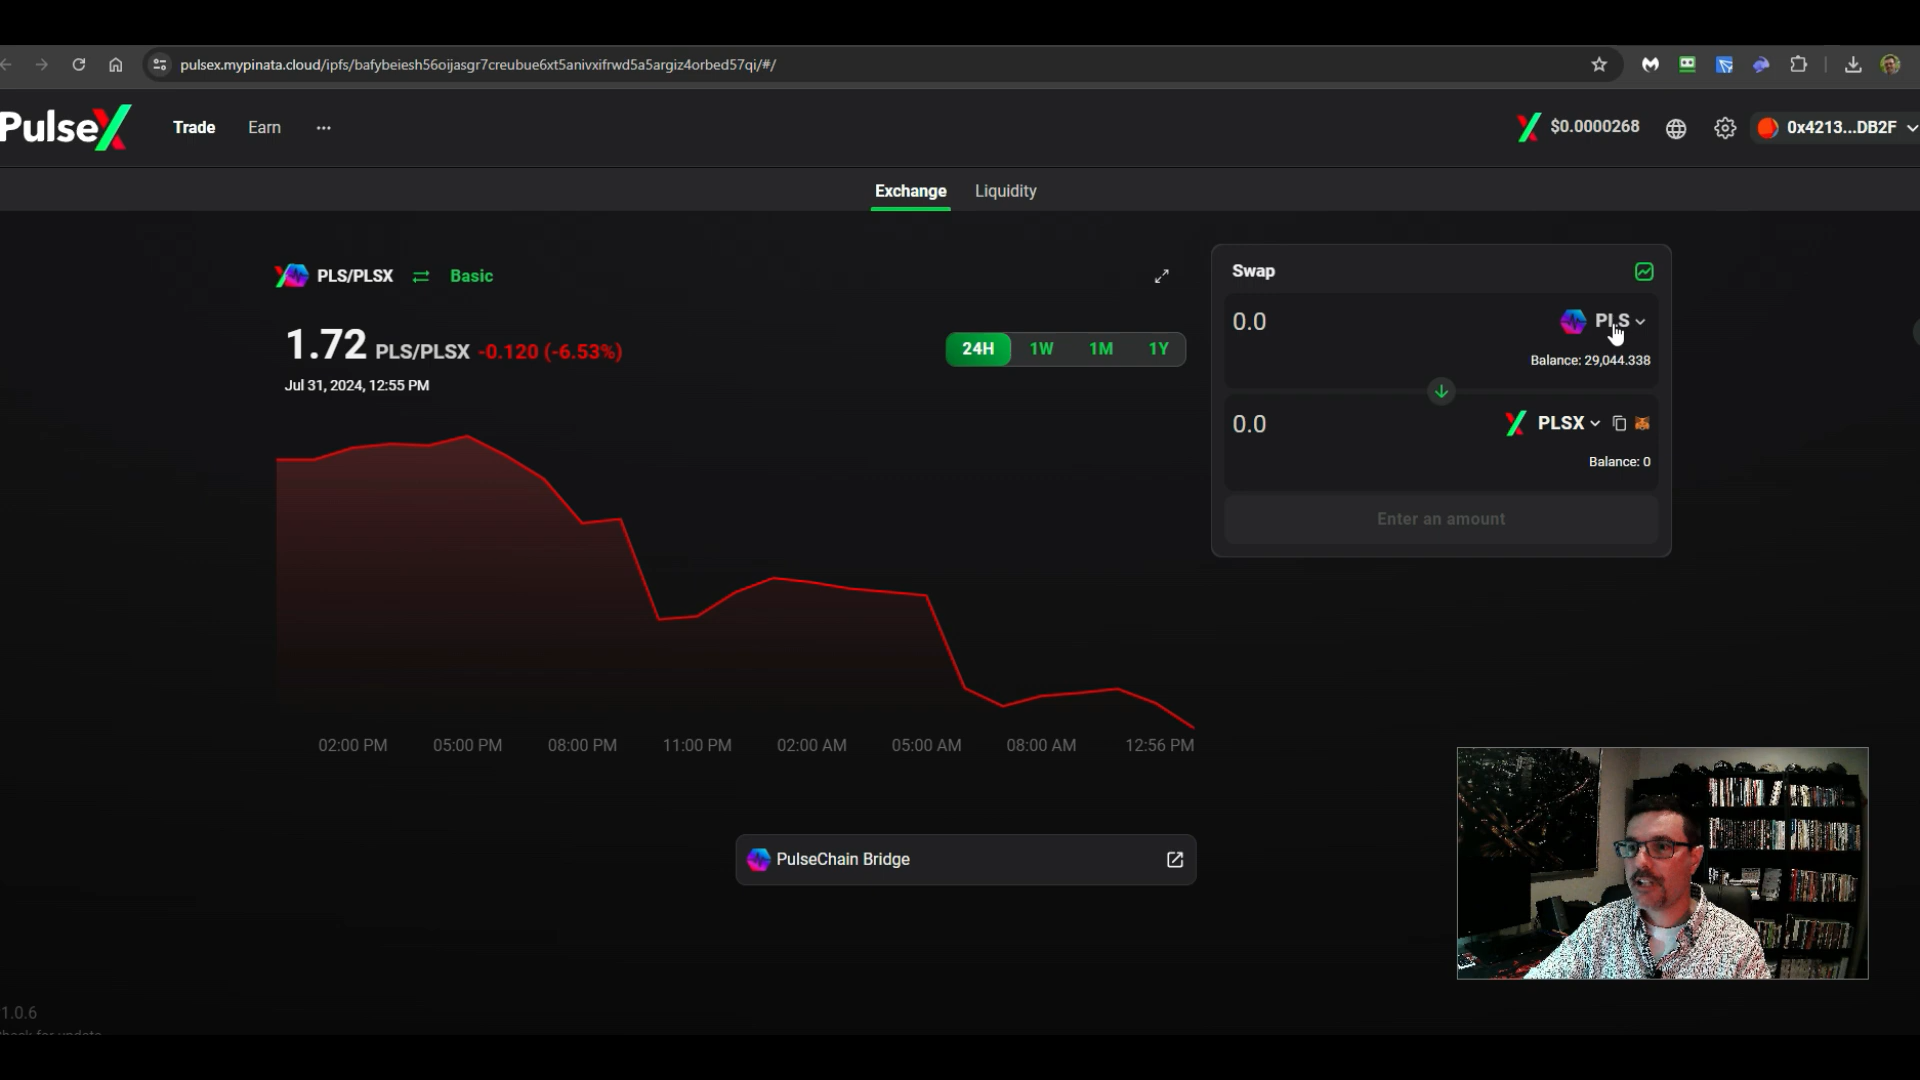 pulsex.mypinata.cloud/ipfs/bafybeiesh56oijasgr7creubue6xt5anivxifrwd5a5argiz4orbed57qi/#/
PulseX Trade Earn ... $0.0000268 0x4213...DB2F
Exchange Liquidity
PLS/PLSX Basic
1.72 PLS/PLSX -0.120 (-6.53%)
Jul 31, 2024, 12:55 PM
24H 1W 1M 1Y
02:00 PM 05:00 PM 08:00 PM 11:00 PM 02:00 AM 05:00 AM 08:00 AM 12:56 PM
Swap
0.0 PLS
Balance: 29,044.338
0.0 PLSX
Balance: 0
Enter an amount
PulseChain Bridge
1.0.6